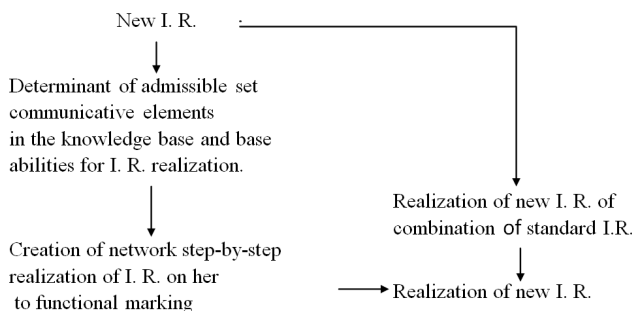 New I. R.
Determinant of admissible set
communicative elements
in the knowledge base and base
abilities for I. R. realization.
Creation of network step-by-step
realization of I. R. on her
to functional marking
Realization of new I. R. of
combination of standard I.R.
Realization of new I. R.